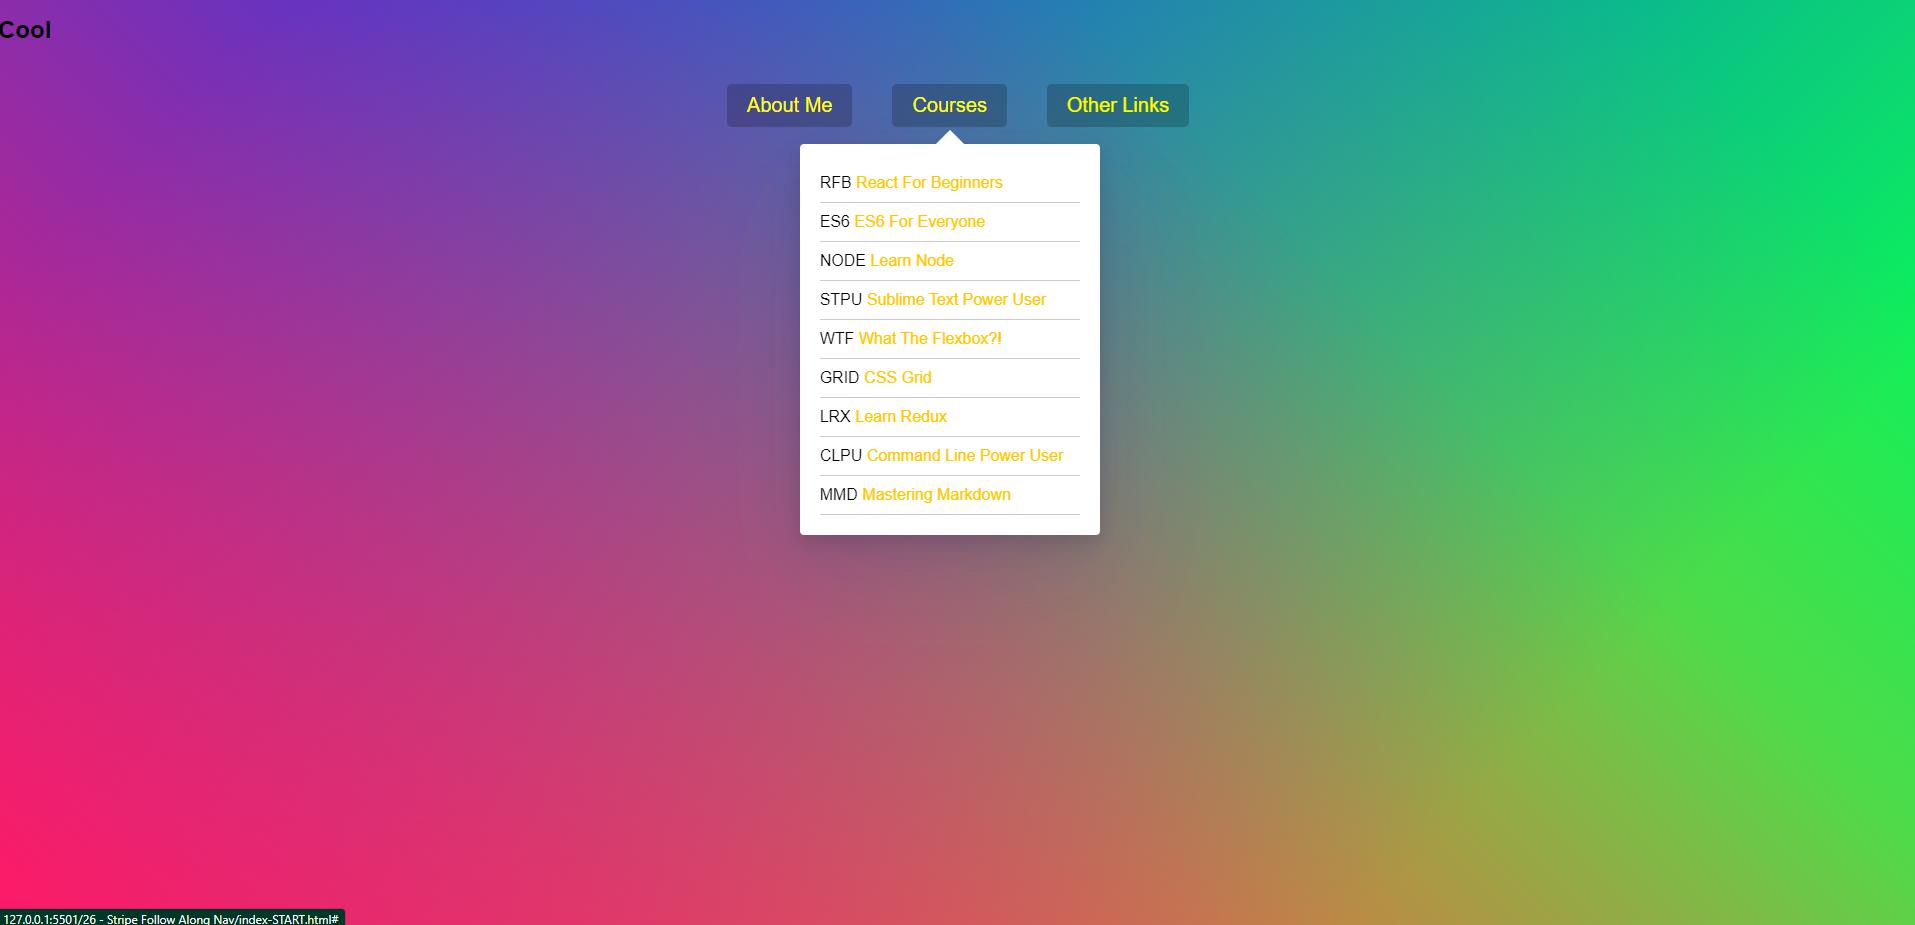 Cool
About Me Courses Other Links
RFB React For Beginners
ES6 ES6 For Everyone
NODE Learn Node
STPU Sublime Text Power User
WTF What The Flexbox?!
GRID CSS Grid
LRX Learn Redux
CLPU Command Line Power User
MMD Mastering Markdown
127.0.0.1:5501/26 - Stripe Follow Along Nav/index-START.html#